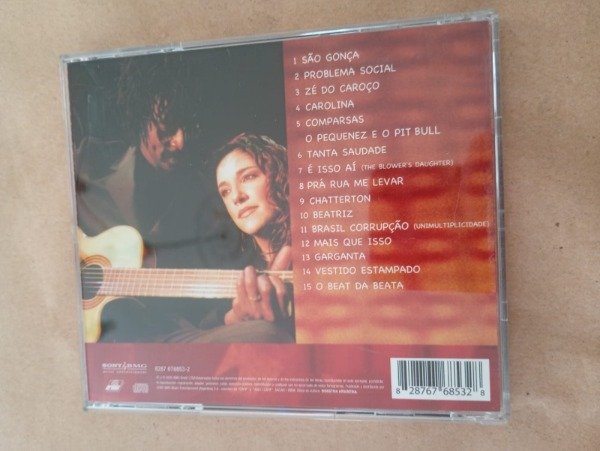 1 SÃO GONÇA
2 PROBLEMA SOCIAL
3 ZÉ DO CAROÇO
4 CAROLINA
5 COMPARSAS
O PEQUENEZ E O PIT BULL
6 TANTA SAUDADE
7 É ISSO AÍ (THE BLOWER'S DAUGHTER)
8 PRÁ RUA ME LEVAR
9 CHATTERTON
10 BEATRIZ
11 BRASIL CORRUPÇÃO (UNIMULTIPLICIDADE)
12 MAIS QUE ISSO
13 GARGANTA
14 VESTIDO ESTAMPADO
15 O BEAT DA BEATA
SONY BMG
8287 676853-2
8 28767 68532 8